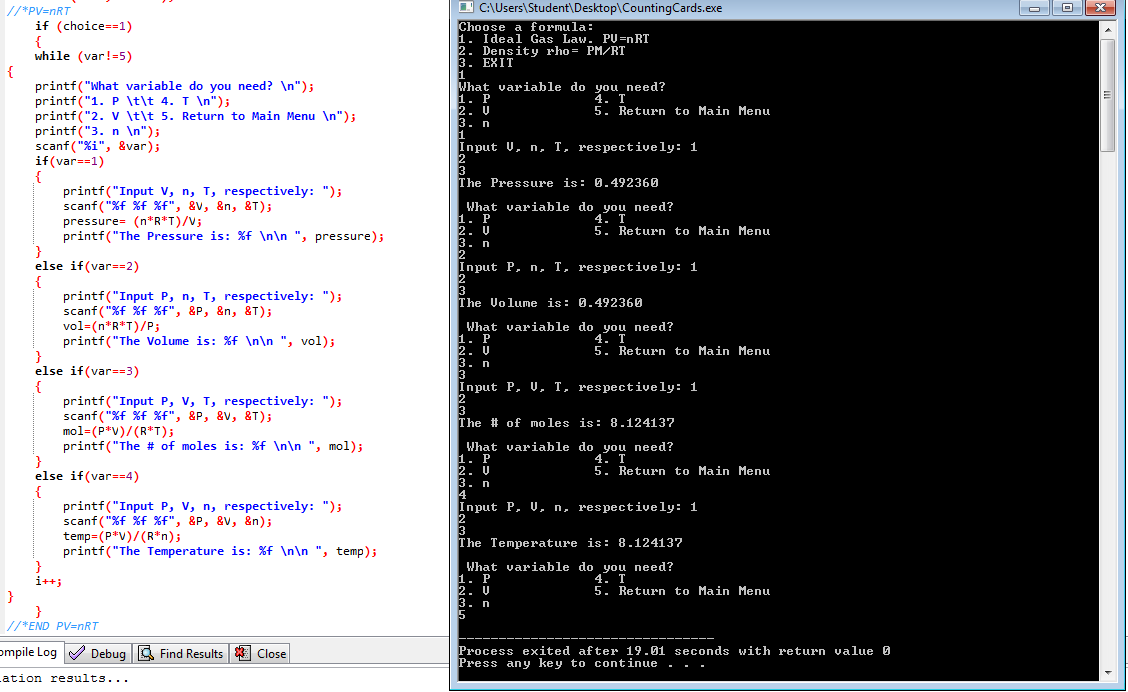 //*PV=nRT
if (choice==1)
{
while (var!=5)
{
printf("What variable do you need? \n");
printf("1. P \t\t 4. T \n");
printf("2. V \t\t 5. Return to Main Menu \n");
printf("3. n \n");
scanf("%i", &var);
if(var==1)
{
printf("Input V, n, T, respectively: ");
scanf("%f %f %f", &V, &n, &T);
pressure= (n*R*T)/V;
printf("The Pressure is: %f \n\n ", pressure);
}
else if(var==2)
{
printf("Input P, n, T, respectively: ");
scanf("%f %f %f", &P, &n, &T);
vol=(n*R*T)/P;
printf("The Volume is: %f \n\n ", vol);
}
else if(var==3)
{
printf("Input P, V, T, respectively: ");
scanf("%f %f %f", &P, &V, &T);
mol=(P*V)/(R*T);
printf("The # of moles is: %f \n\n ", mol);
}
else if(var==4)
{
printf("Input P, V, n, respectively: ");
scanf("%f %f %f", &P, &V, &n);
temp=(P*V)/(R*n);
printf("The Temperature is: %f \n\n ", temp);
}
i++;
}
}
//*END PV=nRT
ompile Log Debug Find Results Close
ation results...
C:\Users\Student\Desktop\CountingCards.exe
Choose a formula:
1. Ideal Gas Law. PV=nRT
2. Density rho= PM/RT
3. EXIT
1
What variable do you need?
1. P 4. T
2. V 5. Return to Main Menu
3. n
1
Input V, n, T, respectively: 1
2
3
The Pressure is: 0.492360
What variable do you need?
1. P 4. T
2. V 5. Return to Main Menu
3. n
2
Input P, n, T, respectively: 1
2
3
The Volume is: 0.492360
What variable do you need?
1. P 4. T
2. V 5. Return to Main Menu
3. n
3
Input P, V, T, respectively: 1
2
3
The # of moles is: 8.124137
What variable do you need?
1. P 4. T
2. V 5. Return to Main Menu
3. n
4
Input P, V, n, respectively: 1
2
3
The Temperature is: 8.124137
What variable do you need?
1. P 4. T
2. V 5. Return to Main Menu
3. n
5
--------------------------------
Process exited after 19.01 seconds with return value 0
Press any key to continue . . .